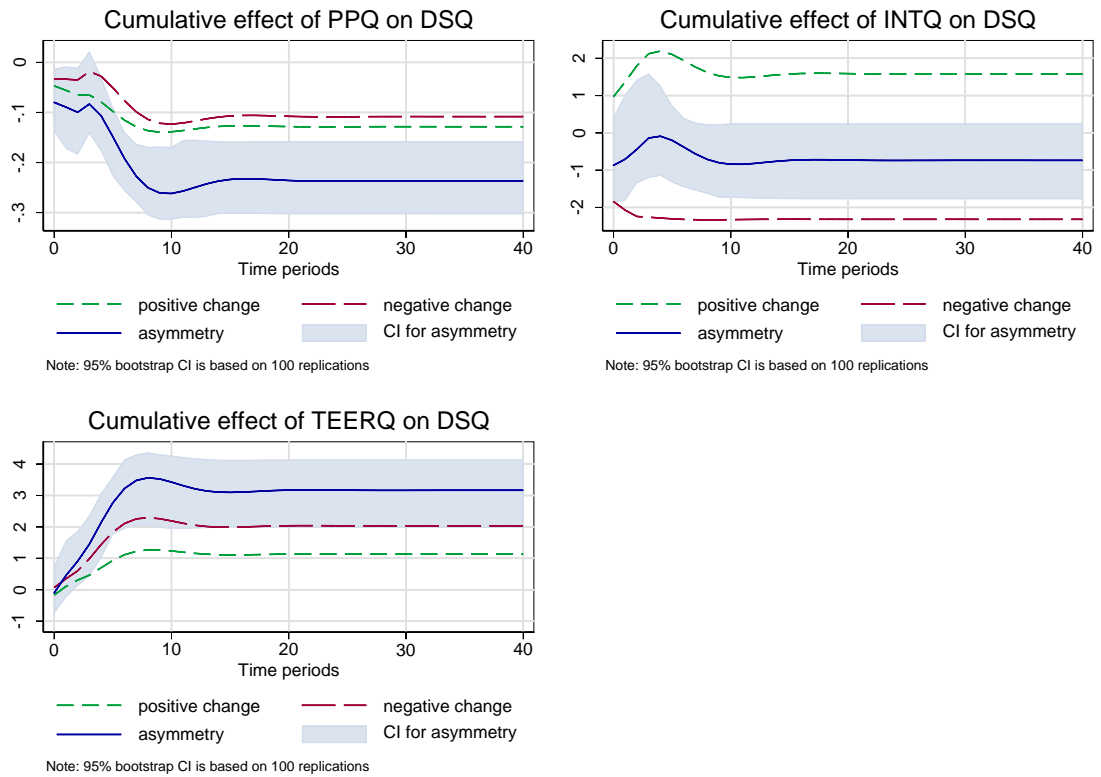 Cumulative effect of PPQ on DSQ
0
-.1
-.2
-.3
0 10 20 30 40
Time periods
positive change negative change
asymmetry CI for asymmetry
Note: 95% bootstrap CI is based on 100 replications
Cumulative effect of INTQ on DSQ
2
1
0
-1
-2
0 10 20 30 40
Time periods
positive change negative change
asymmetry CI for asymmetry
Note: 95% bootstrap CI is based on 100 replications
Cumulative effect of TEERQ on DSQ
4
3
2
1
0
-1
0 10 20 30 40
Time periods
positive change negative change
asymmetry CI for asymmetry
Note: 95% bootstrap CI is based on 100 replications